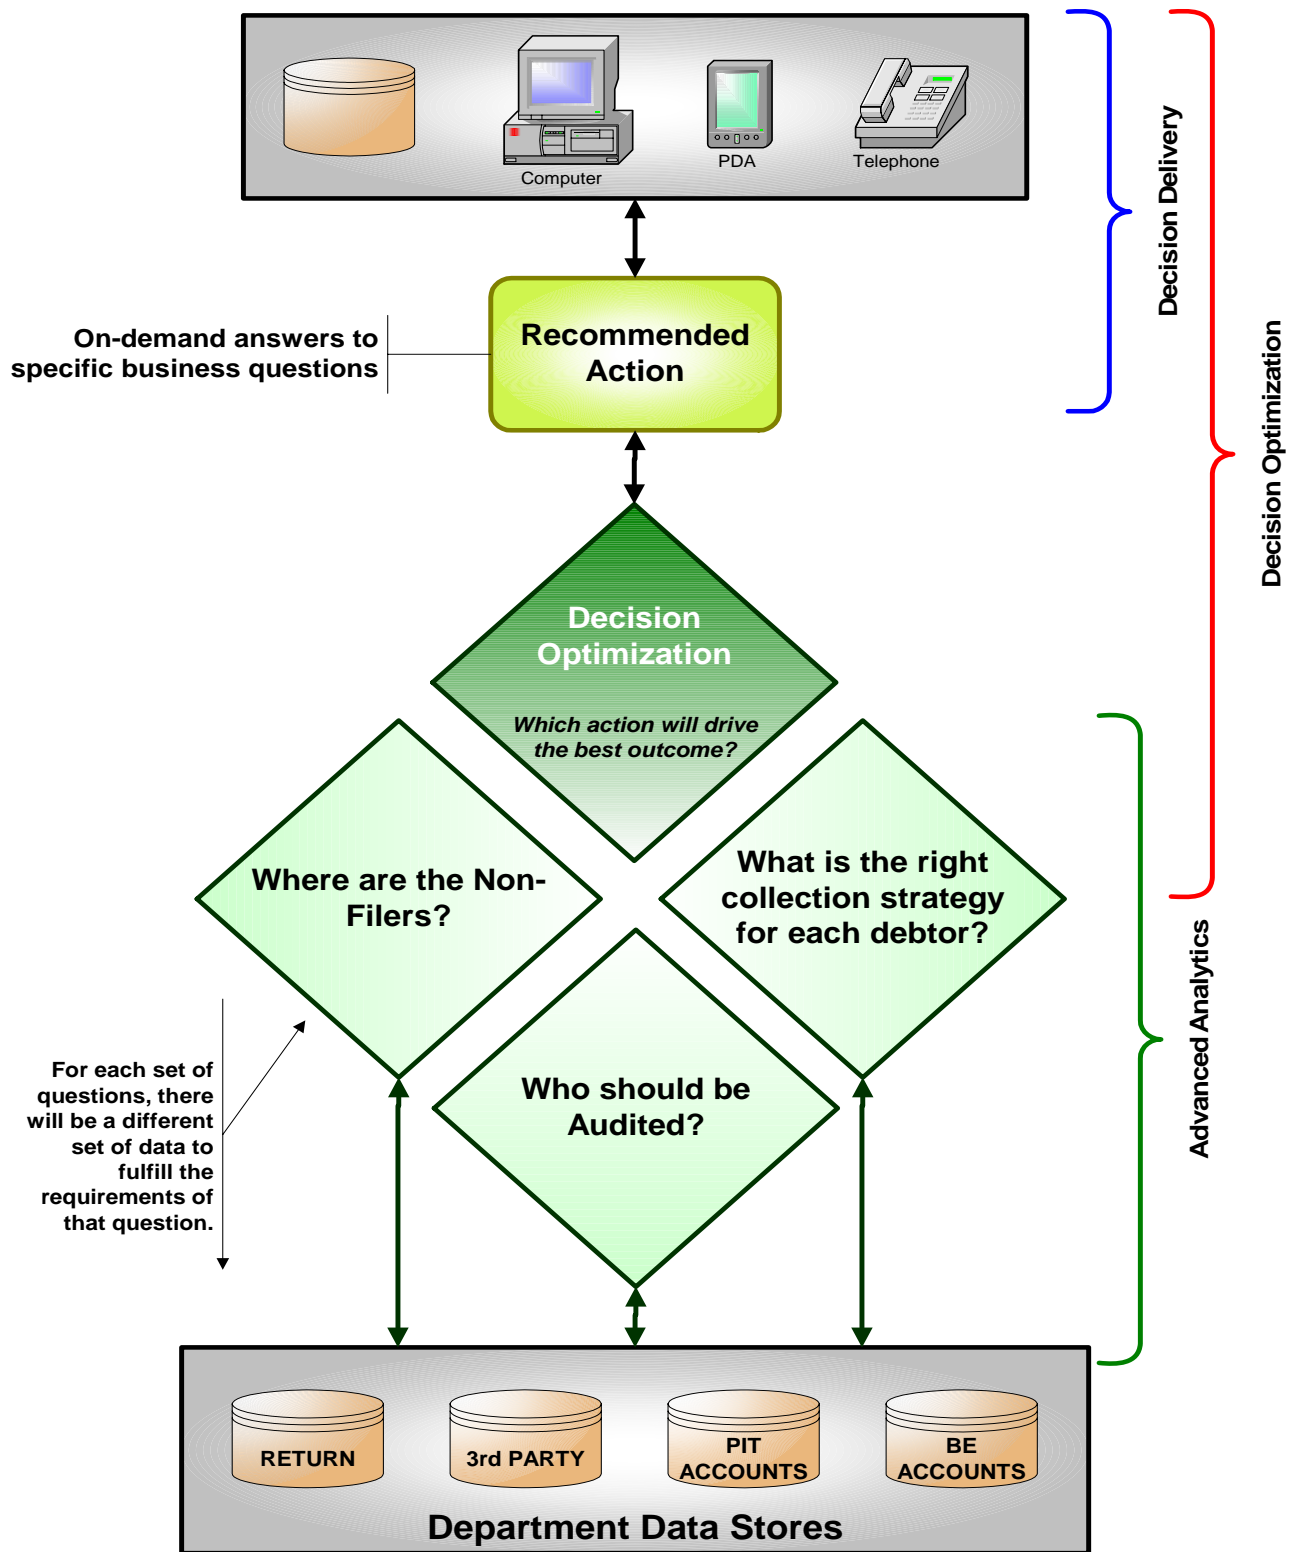 Computer
PDA
Telephone
Decision Delivery
Recommended
Action
On-demand answers to
specific business questions
Decision Optimization
Decision
Optimization
Which action will drive
the best outcome?
Where are the Non-
Filers?
What is the right
collection strategy
for each debtor?
Who should be
Audited?
Advanced Analytics
For each set of
questions, there
will be a different
set of data to
fulfill the
requirements of
that question.
RETURN
3rd PARTY
PIT
ACCOUNTS
BE
ACCOUNTS
Department Data Stores